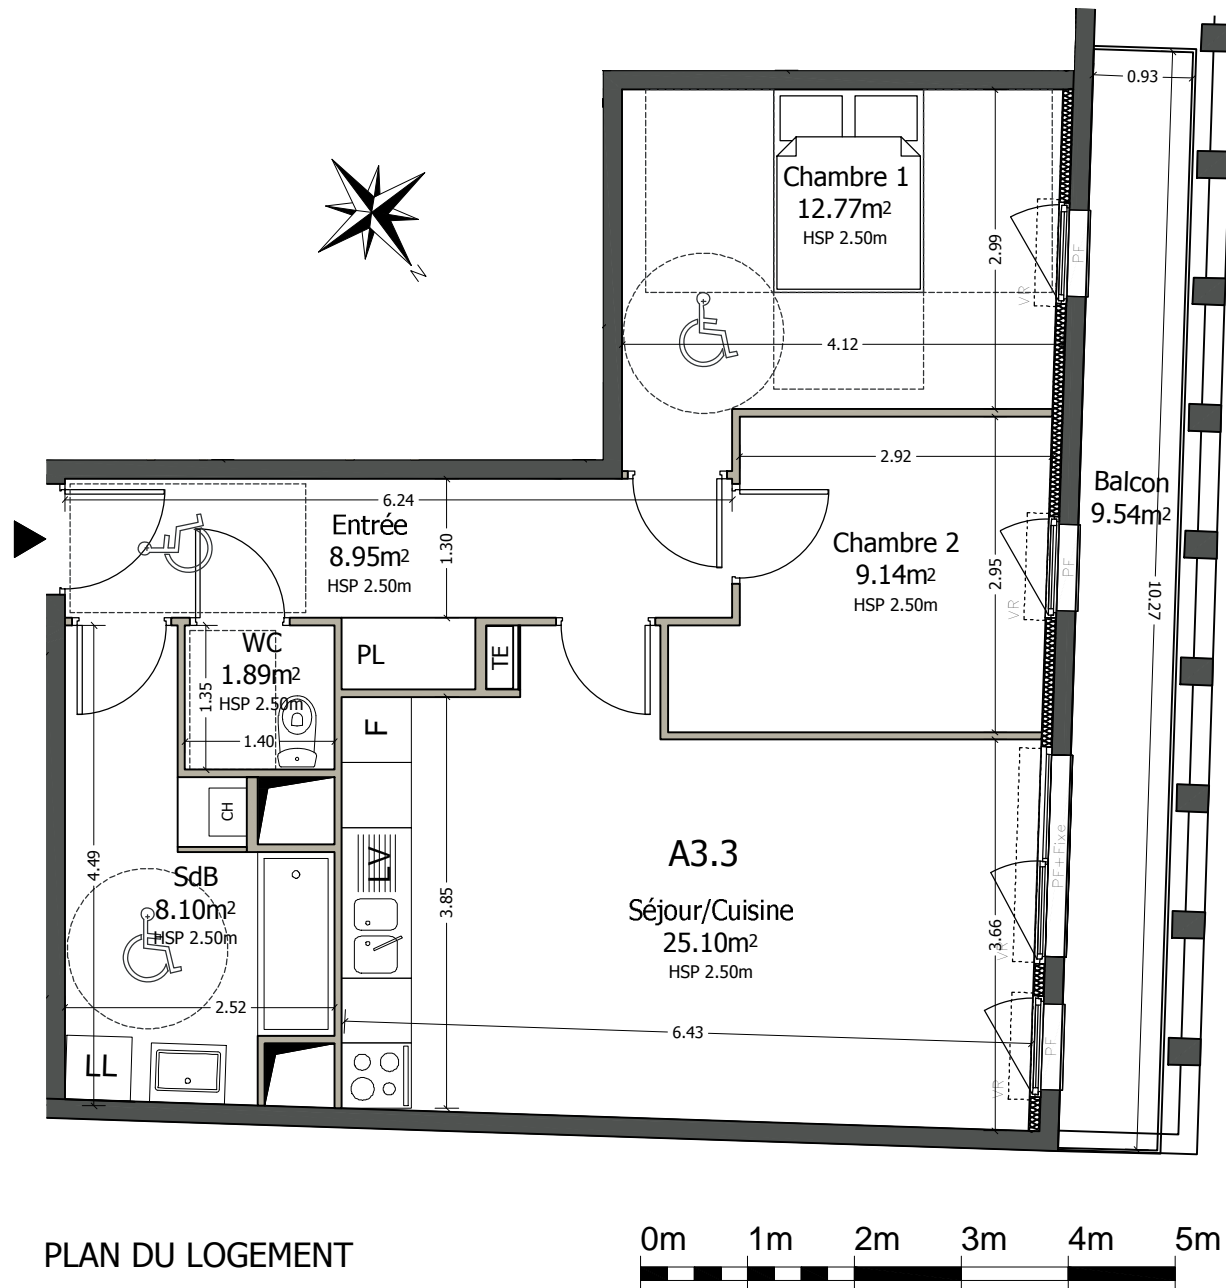 0.93
Chambre 1
12.77m²
HSP 2.50m
2.99
PF
VR
N
4.12
2.92
6.24
Entrée
8.95m²
HSP 2.50m
1.30
Chambre 2
9.14m²
HSP 2.50m
2.95
PF
VR
Balcon
9.54m²
10.27
WC
1.89m²
HSP 2.50m
1.35
1.40
PL
TE
F
CH
LV
4.49
SdB
8.10m²
HSP 2.50m
2.52
LL
3.85
A3.3
Séjour/Cuisine
25.10m²
HSP 2.50m
3.66
PF+Fixe
VR
6.43
PF
VR
PLAN DU LOGEMENT
0m 1m 2m 3m 4m 5m